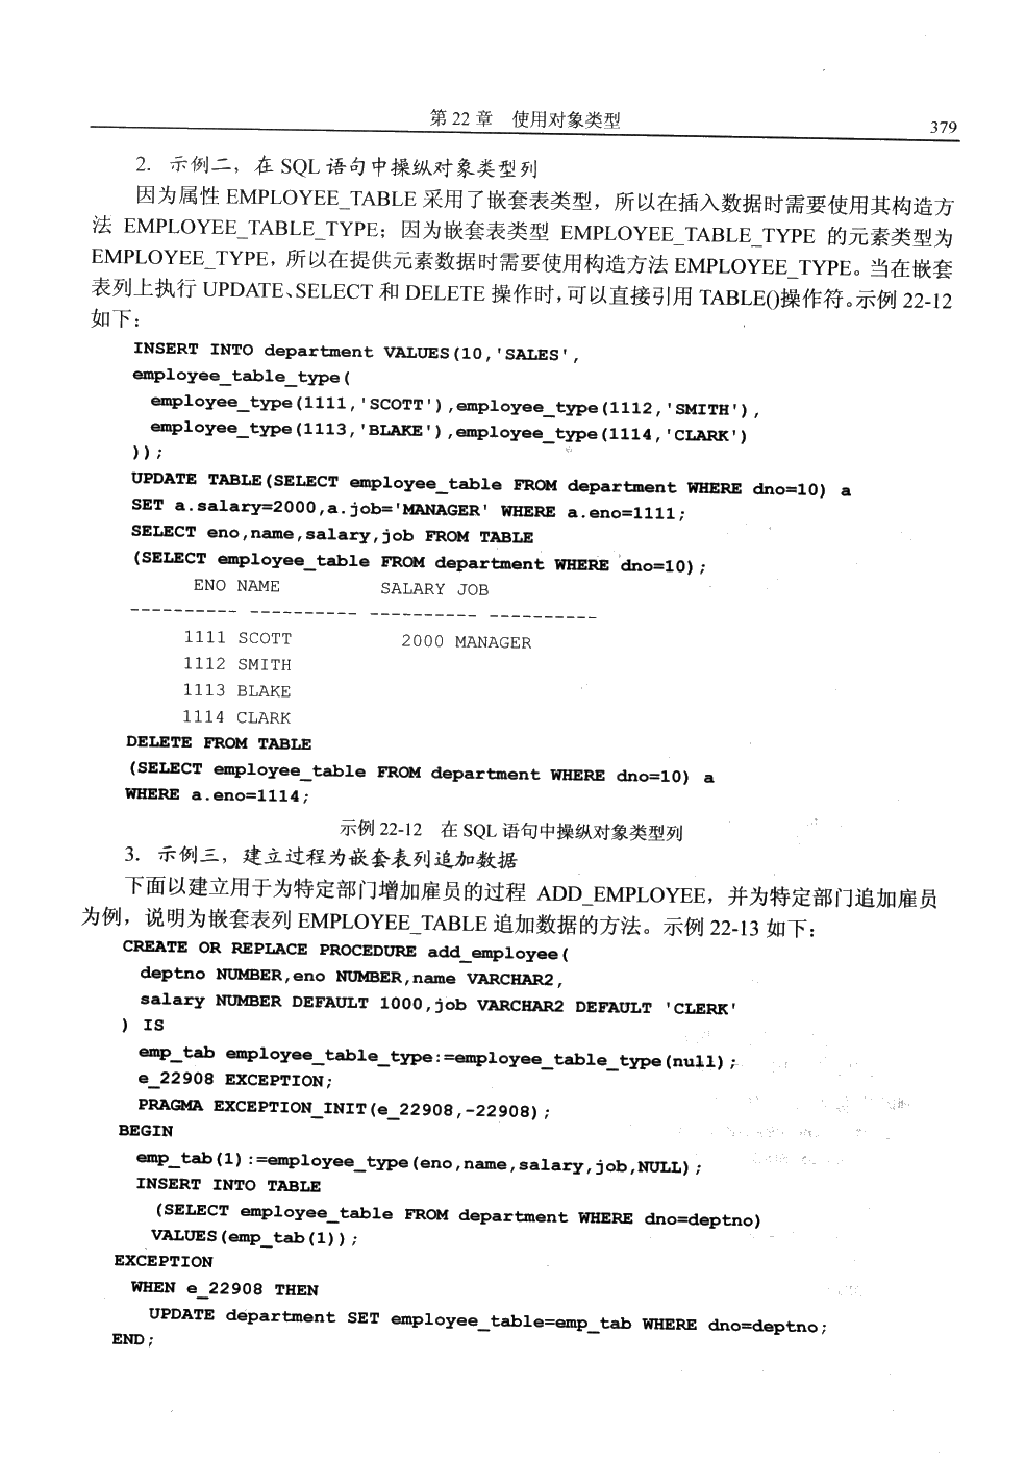 第 22 章　使用对象类型
379
2. 示例二，在 SQL 语句中操纵对象类型列
因为属性 EMPLOYEE_TABLE 采用了嵌套表类型，所以在插入数据时需要使用其构造方
法 EMPLOYEE_TABLE_TYPE；因为嵌套表类型 EMPLOYEE_TABLE_TYPE 的元素类型为
EMPLOYEE_TYPE，所以在提供元素数据时需要使用构造方法 EMPLOYEE_TYPE。当在嵌套
表列上执行 UPDATE、SELECT 和 DELETE 操作时，可以直接引用 TABLE()操作符。示例 22-12
如下：
INSERT INTO department VALUES(10,'SALES',
employee_table_type(
employee_type(1111,'SCOTT'),employee_type(1112,'SMITH'),
employee_type(1113,'BLAKE'),employee_type(1114,'CLARK')
));
UPDATE TABLE(SELECT employee_table FROM department WHERE dno=10) a
SET a.salary=2000,a.job='MANAGER' WHERE a.eno=1111;
SELECT eno,name,salary,job FROM TABLE
(SELECT employee_table FROM department WHERE dno=10);
ENO NAME SALARY JOB
---------- ---------- ---------- ----------
1111 SCOTT 2000 MANAGER
1112 SMITH
1113 BLAKE
1114 CLARK
DELETE FROM TABLE
(SELECT employee_table FROM department WHERE dno=10) a
WHERE a.eno=1114;
示例 22-12　在 SQL 语句中操纵对象类型列
3. 示例三，建立过程为嵌套表列追加数据
下面以建立用于为特定部门增加雇员的过程 ADD_EMPLOYEE，并为特定部门追加雇员
为例，说明为嵌套表列 EMPLOYEE_TABLE 追加数据的方法。示例 22-13 如下：
CREATE OR REPLACE PROCEDURE add_employee(
deptno NUMBER,eno NUMBER,name VARCHAR2,
salary NUMBER DEFAULT 1000,job VARCHAR2 DEFAULT 'CLERK'
) IS
emp_tab employee_table_type:=employee_table_type(null);
e_22908 EXCEPTION;
PRAGMA EXCEPTION_INIT(e_22908,-22908);
BEGIN
emp_tab(1):=employee_type(eno,name,salary,job,NULL);
INSERT INTO TABLE
(SELECT employee_table FROM department WHERE dno=deptno)
VALUES(emp_tab(1));
EXCEPTION
WHEN e_22908 THEN
UPDATE department SET employee_table=emp_tab WHERE dno=deptno;
END;